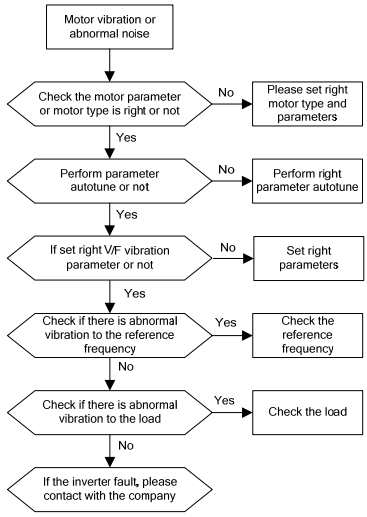 Motor vibration or
abnormal noise
Check the motor parameter
or motor type is right or not
No
Please set right
motor type and
parameters
Yes
Perform parameter
autotune or not
No
Perform right
parameter autotune
Yes
If set right V/F vibration
parameter or not
No
Set right
parameters
Yes
Check if there is abnormal
vibration to the reference
frequency
Yes
Check the
reference
frequency
No
Check if there is abnormal
vibration to the load
Yes
Check the load
No
If the inverter fault, please
contact with the company